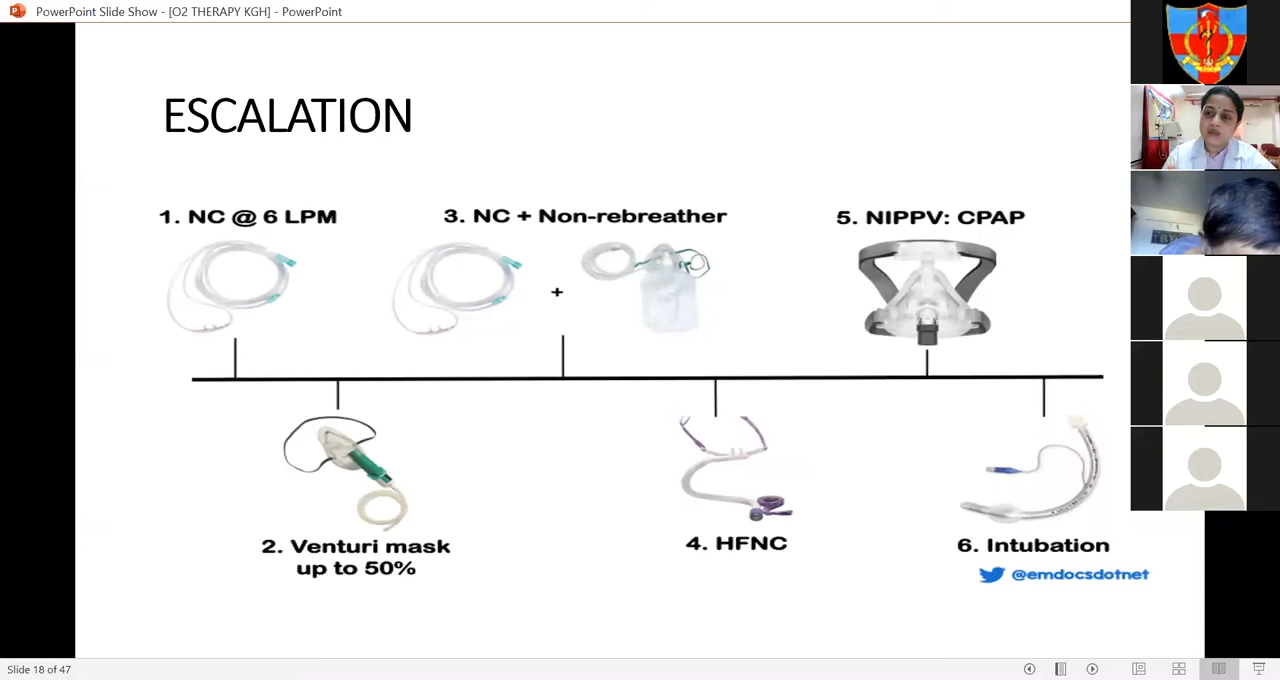 PowerPoint Slide Show - [O2 THERAPY KGH] - PowerPoint
ESCALATION
1. NC @ 6 LPM
3. NC + Non-rebreather
5. NIPPV: CPAP
+
2. Venturi mask
up to 50%
4. HFNC
6. Intubation
@emdocsdotnet
Slide 18 of 47